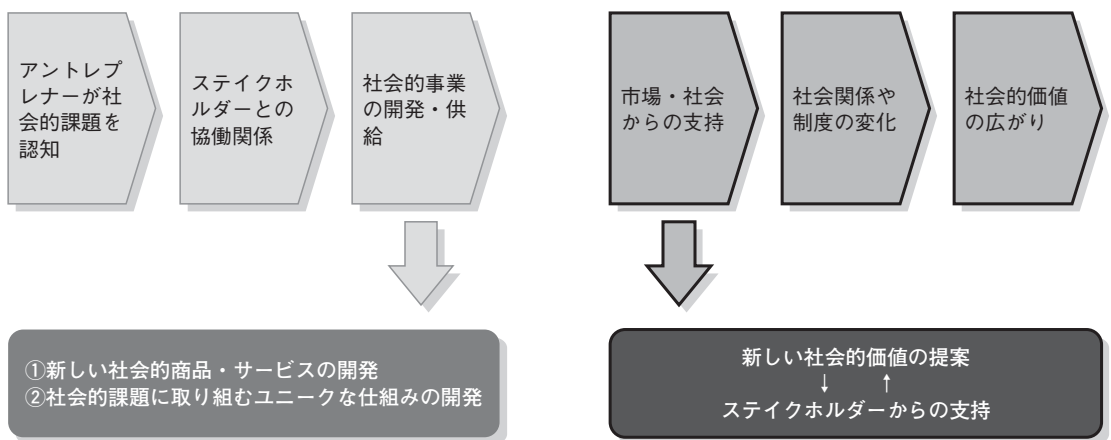 アントレプ
レナーが社
会的課題を
認知
ステイクホ
ルダーとの
協働関係
社会的事業
の開発・供
給
市場・社会
からの支持
社会関係や
制度の変化
社会的価値
の広がり
①新しい社会的商品・サービスの開発
②社会的課題に取り組むユニークな仕組みの開発
新しい社会的価値の提案
↓ ↑
ステイクホルダーからの支持